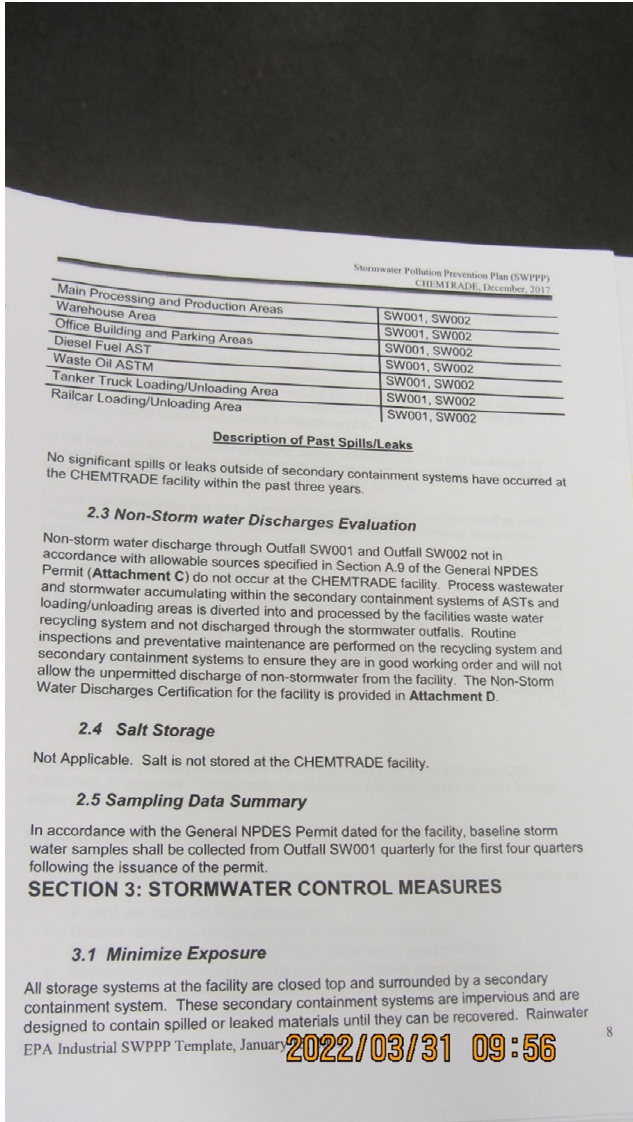 Stormwater Pollution Prevention Plan (SWPPP)
CHEMTRADE, December, 2017
Main Processing and Production Areas SW001, SW002
Warehouse Area SW001, SW002
Office Building and Parking Areas SW001, SW002
Diesel Fuel AST SW001, SW002
Waste Oil ASTM SW001, SW002
Tanker Truck Loading/Unloading Area SW001, SW002
Railcar Loading/Unloading Area SW001, SW002
Description of Past Spills/Leaks
No significant spills or leaks outside of secondary containment systems have occurred at
the CHEMTRADE facility within the past three years.
2.3 Non-Storm water Discharges Evaluation
Non-storm water discharge through Outfall SW001 and Outfall SW002 not in
accordance with allowable sources specified in Section A.9 of the General NPDES
Permit (Attachment C) do not occur at the CHEMTRADE facility. Process wastewater
and stormwater accumulating within the secondary containment systems of ASTs and
loading/unloading areas is diverted into and processed by the facilities waste water
recycling system and not discharged through the stormwater outfalls. Routine
inspections and preventative maintenance are performed on the recycling system and
secondary containment systems to ensure they are in good working order and will not
allow the unpermitted discharge of non-stormwater from the facility. The Non-Storm
Water Discharges Certification for the facility is provided in Attachment D.
2.4 Salt Storage
Not Applicable. Salt is not stored at the CHEMTRADE facility.
2.5 Sampling Data Summary
In accordance with the General NPDES Permit dated for the facility, baseline storm
water samples shall be collected from Outfall SW001 quarterly for the first four quarters
following the issuance of the permit.
SECTION 3: STORMWATER CONTROL MEASURES
3.1 Minimize Exposure
All storage systems at the facility are closed top and surrounded by a secondary
containment system. These secondary containment systems are impervious and are
designed to contain spilled or leaked materials until they can be recovered. Rainwater
EPA Industrial SWPPP Template, January
8
2022/03/31 09:56